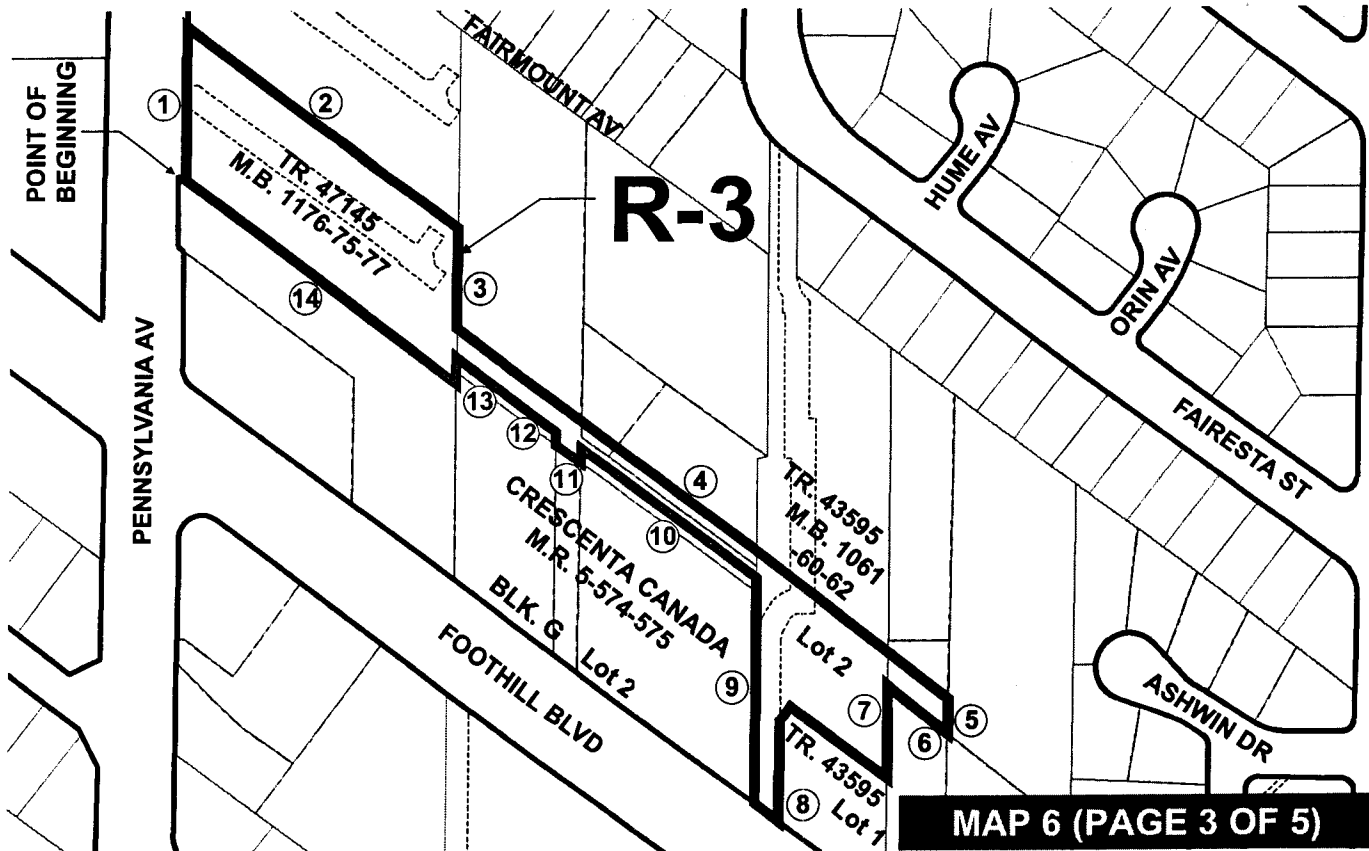 FAIRMOUNT AV
POINT OF
BEGINNING
1
2
TR. 47145
M.B. 1176-75-77
R-3
HUME AV
ORIN AV
3
14
PENNSYLVANIA AV
13
12
11
4
10
CRESCENTA CANADA
M.R. 5-574-575
BLK. G
Lot 2
FOOTHILL BLVD
TR. 43595
M.B. 1061
-60-62
Lot 2
FAIRESTA ST
9
7
5
6
8
TR. 43595
Lot 1
ASHWIN DR
MAP 6 (PAGE 3 OF 5)